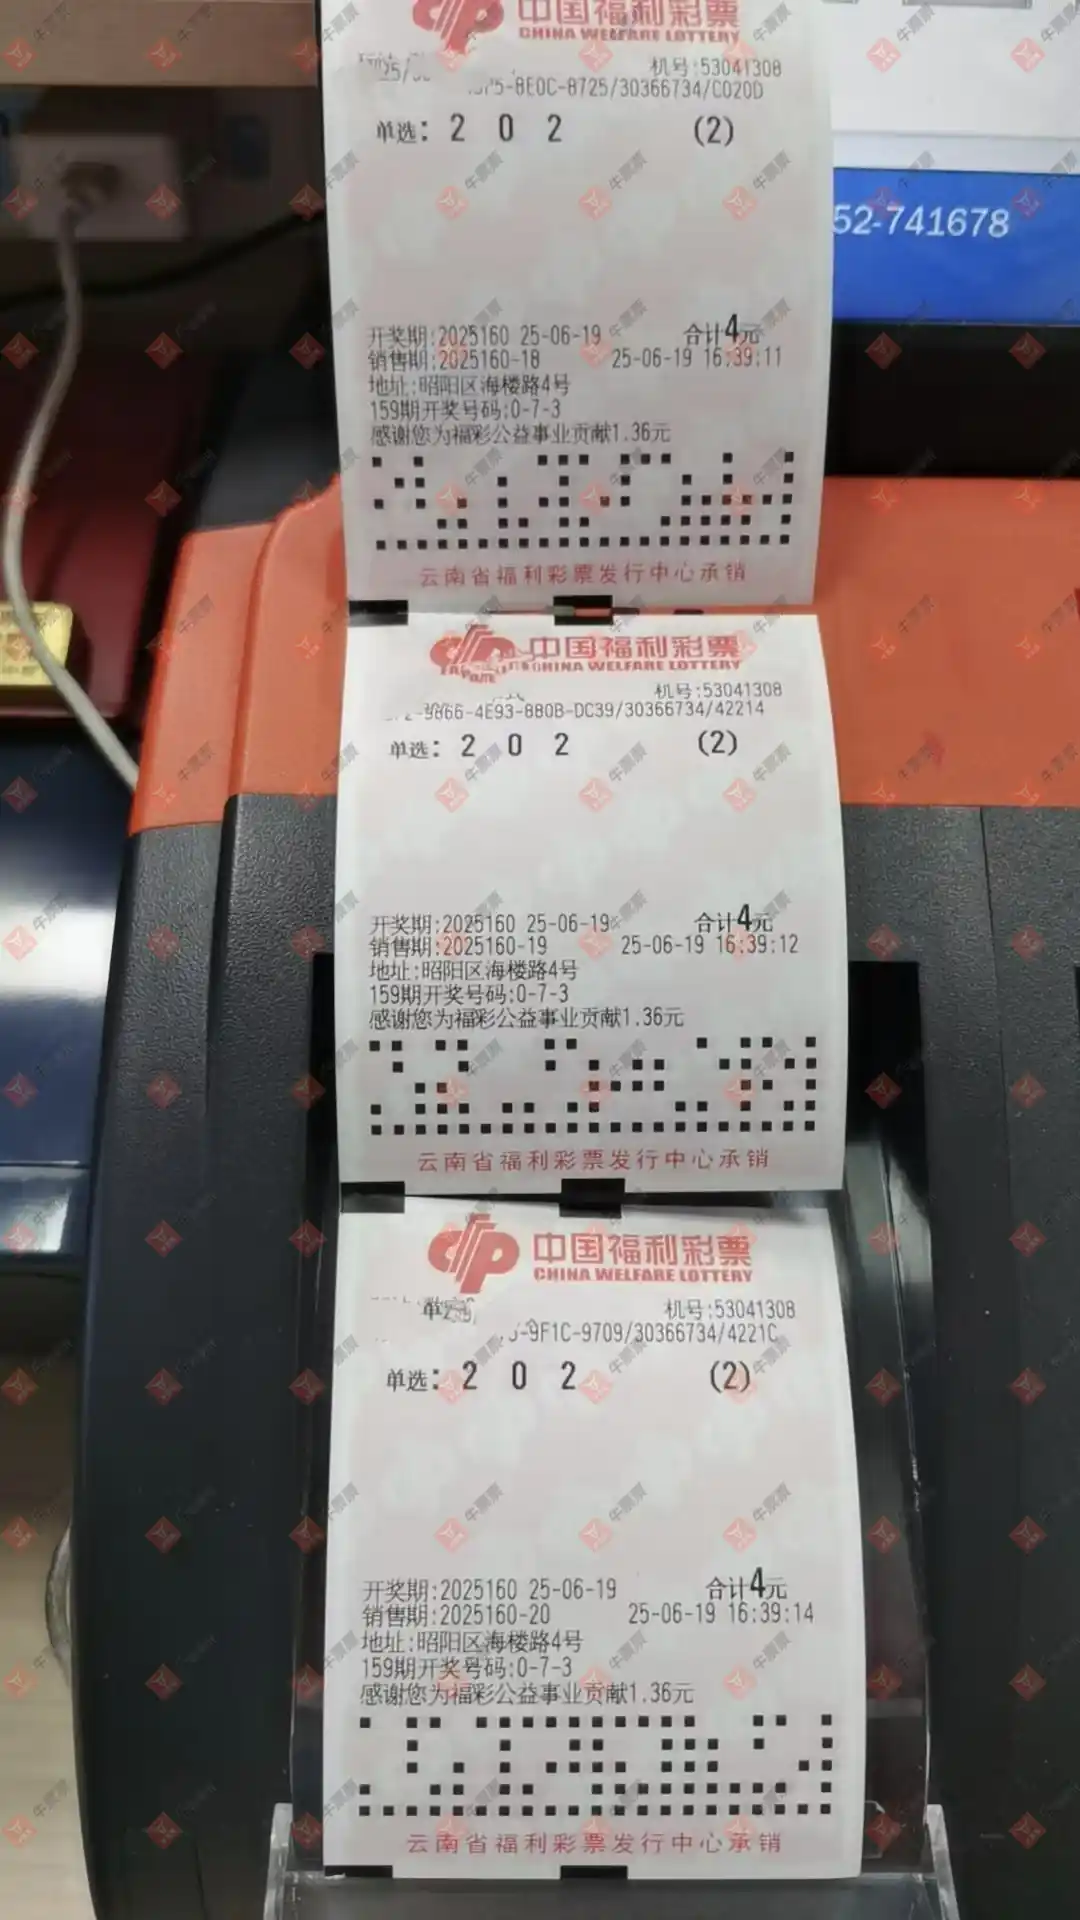 中国福利彩票
CHINA WELFARE LOTTERY
机号:53041308
-8E0C-8725/30366734/C020D
单选: 2 0 2 (2)
52-741678
开奖期:2025160 25-06-19 合计4元
销售期:2025160-18 25-06-19 16:39:11
地址:昭阳区海楼路4号
159期开奖号码:0-7-3
感谢您为福彩公益事业贡献1.36元
云南省福利彩票发行中心承销
中国福利彩票
CHINA WELFARE LOTTERY
机号:53041308
-9866-4E93-880B-DC39/30366734/42214
单选: 2 0 2 (2)
开奖期:2025160 25-06-19 合计4元
销售期:2025160-19 25-06-19 16:39:12
地址:昭阳区海楼路4号
159期开奖号码:0-7-3
感谢您为福彩公益事业贡献1.36元
云南省福利彩票发行中心承销
中国福利彩票
CHINA WELFARE LOTTERY
机号:53041308
-9F1C-9709/30366734/4221C
单选: 2 0 2 (2)
开奖期:2025160 25-06-19 合计4元
销售期:2025160-20 25-06-19 16:39:14
地址:昭阳区海楼路4号
159期开奖号码:0-7-3
感谢您为福彩公益事业贡献1.36元
云南省福利彩票发行中心承销
牛票票